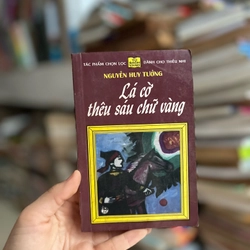 TÁC PHẨM CHỌN LỌC DÀNH CHO THIẾU NHI
NGUYỄN HUY TƯỞNG
Lá cờ
thêu sáu chữ vàng